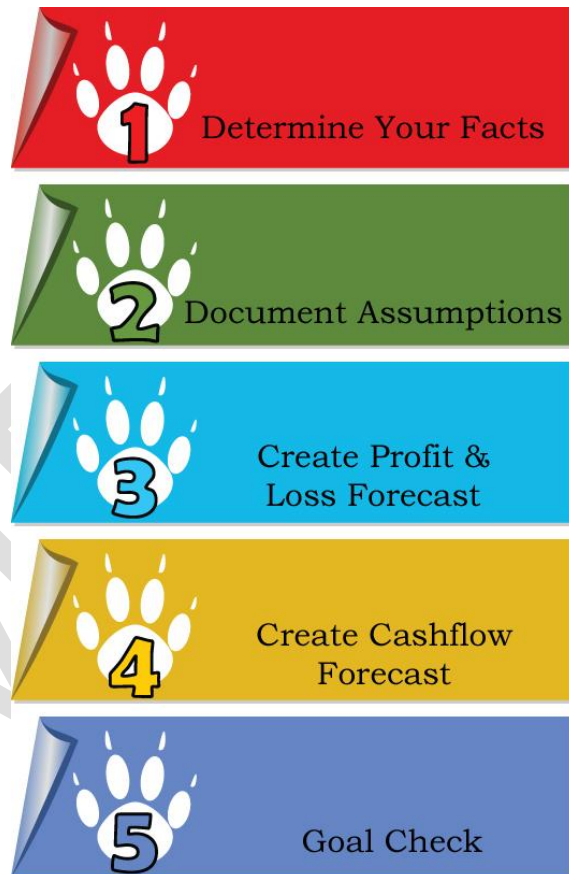 1
Determine Your Facts
2
Document Assumptions
3
Create Profit &
Loss Forecast
4
Create Cashflow
Forecast
5
Goal Check